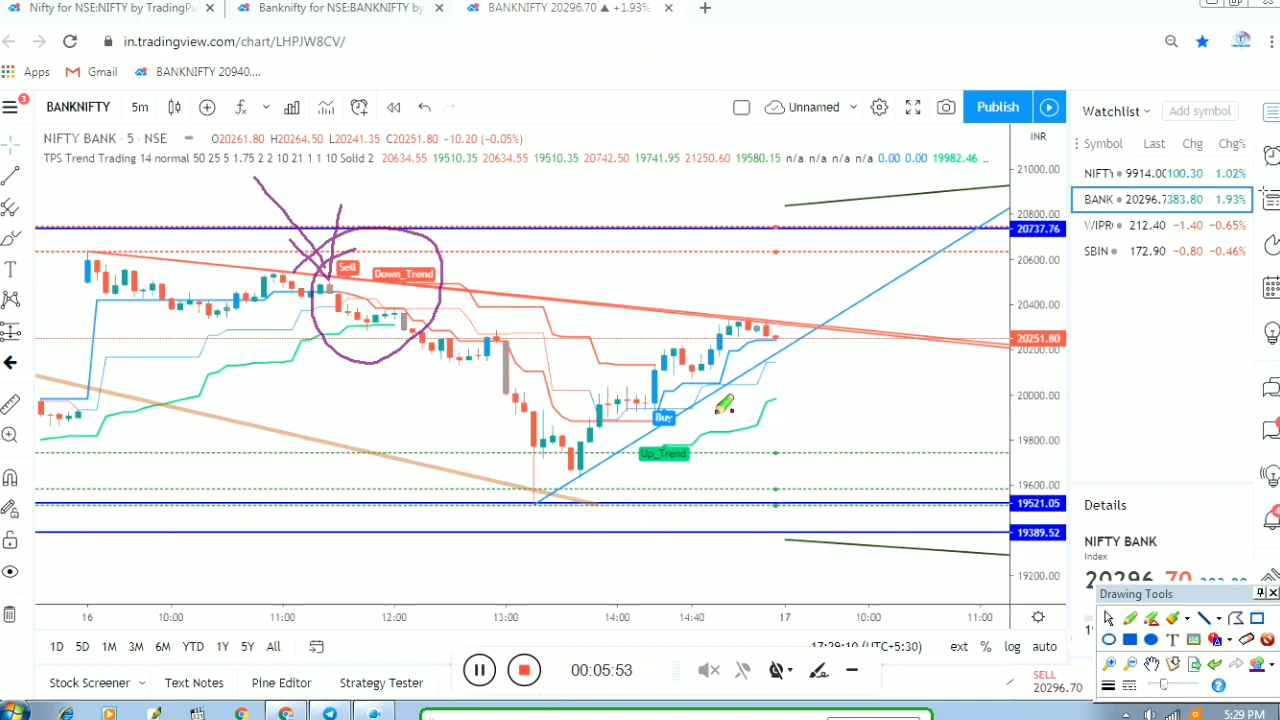 Nifty for NSE:NIFTY by TradingPu
Banknifty for NSE:BANKNIFTY by
BANKNIFTY 20296.70 ▲ +1.93%
in.tradingview.com/chart/LHPJW8CV/
Apps
Gmail
BANKNIFTY 20940....
3
BANKNIFTY
5m
Unnamed
Publish
Watchlist
Add symbol
NIFTY BANK · 5 · NSE
O20261.80 H20264.50 L20241.35 C20251.80 −10.20 (−0.05%)
INR
Symbol Last Chg Chg%
TPS Trend Trading 14 normal 50 25 5 1.75 2 2 10 21 1 1 10 Solid 2 20634.55 19510.35 20634.55 19510.35 20742.50 19741.95 21250.60 19580.15 n/a n/a n/a n/a 0.00 0.00 19982.46 ..
21000.00
NIFTY 9914.00 100.30 1.02%
BANK 20296.7 383.80 1.93%
20800.00
WIPR 212.40 −1.40 −0.65%
20737.76
SBIN 172.90 −0.80 −0.46%
20600.00
Sell
Down_Trend
20400.00
20251.80
20200.00
20000.00
Buy
Up_Trend
19800.00
19600.00
19521.05
Details
19389.52
NIFTY BANK
Index
19200.00
20296.70 383.80
Drawing Tools
16 10:00 11:00 12:00 13:00 14:00 14:40 17 10:00 11:00
1D 5D 1M 3M 6M YTD 1Y 5Y All
(UTC+5:30)
ext % log auto
00:05:53
Stock Screener
Text Notes
Pine Editor
Strategy Tester
SELL
20296.70
5:29 PM